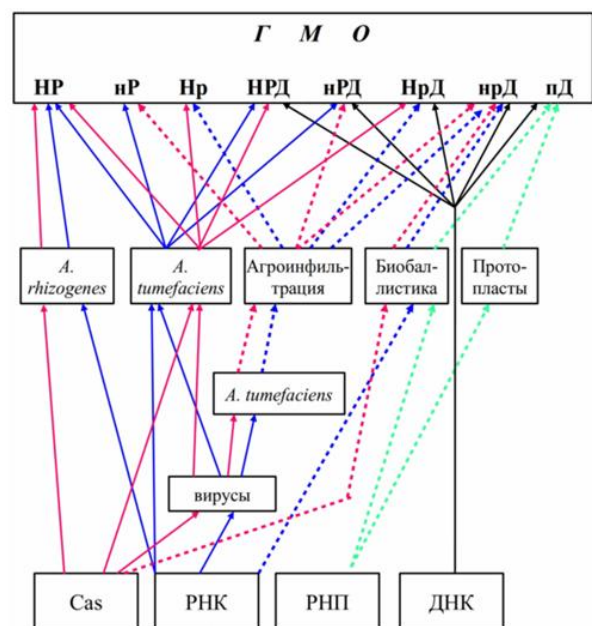 Г М О
НР нР Нр НРД нРД НрД нрД пД
A. rhizogenes
A. tumefaciens
Агроинфиль-
трация
Биобал-
листика
Прото-
пласты
A. tumefaciens
вирусы
Cas РНК РНП ДНК